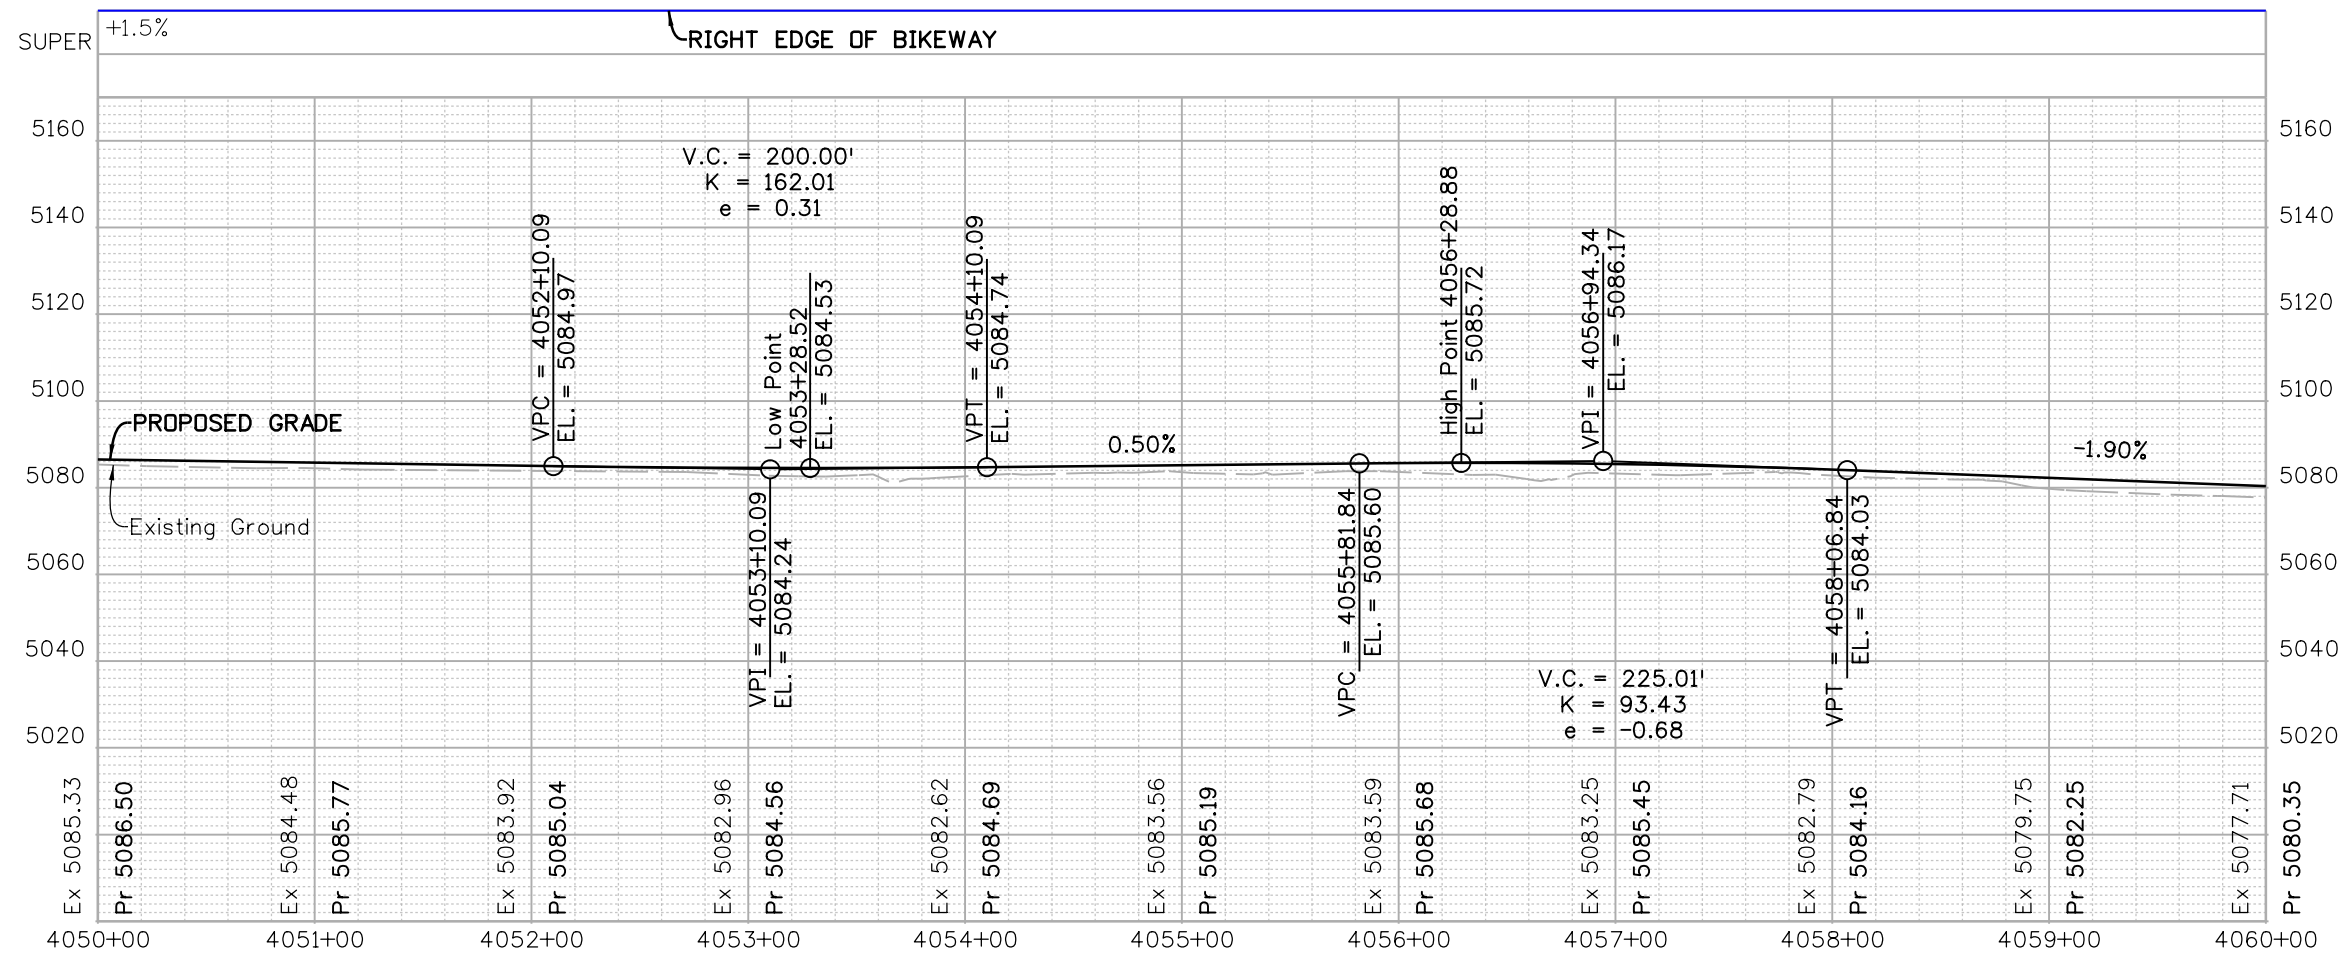 +1.5%
SUPER
RIGHT EDGE OF BIKEWAY
5160
5160
V.C. = 200.00'
K = 162.01
e = 0.31
5140
5140
VPC = 4052+10.09
EL. = 5084.97
Low Point
4053+28.52
EL. = 5084.53
VPT = 4054+10.09
EL. = 5084.74
High Point 4056+28.88
EL. = 5085.72
VPI = 4056+94.34
EL. = 5086.17
5120
5120
5100
5100
PROPOSED GRADE
0.50%
-1.90%
5080
5080
Existing Ground
VPI = 4053+10.09
EL. = 5084.24
VPC = 4055+81.84
EL. = 5085.60
VPT = 4058+06.84
EL. = 5084.03
5060
5060
5040
5040
V.C. = 225.01'
K = 93.43
e = -0.68
5020
5020
Ex 5085.33
Pr 5086.50
Ex 5084.48
Pr 5085.77
Ex 5083.92
Pr 5085.04
Ex 5082.96
Pr 5084.56
Ex 5082.62
Pr 5084.69
Ex 5083.56
Pr 5085.19
Ex 5083.59
Pr 5085.68
Ex 5083.25
Pr 5085.45
Ex 5082.79
Pr 5084.16
Ex 5079.75
Pr 5082.25
Ex 5077.71
Pr 5080.35
4050+00 4051+00 4052+00 4053+00 4054+00 4055+00 4056+00 4057+00 4058+00 4059+00 4060+00